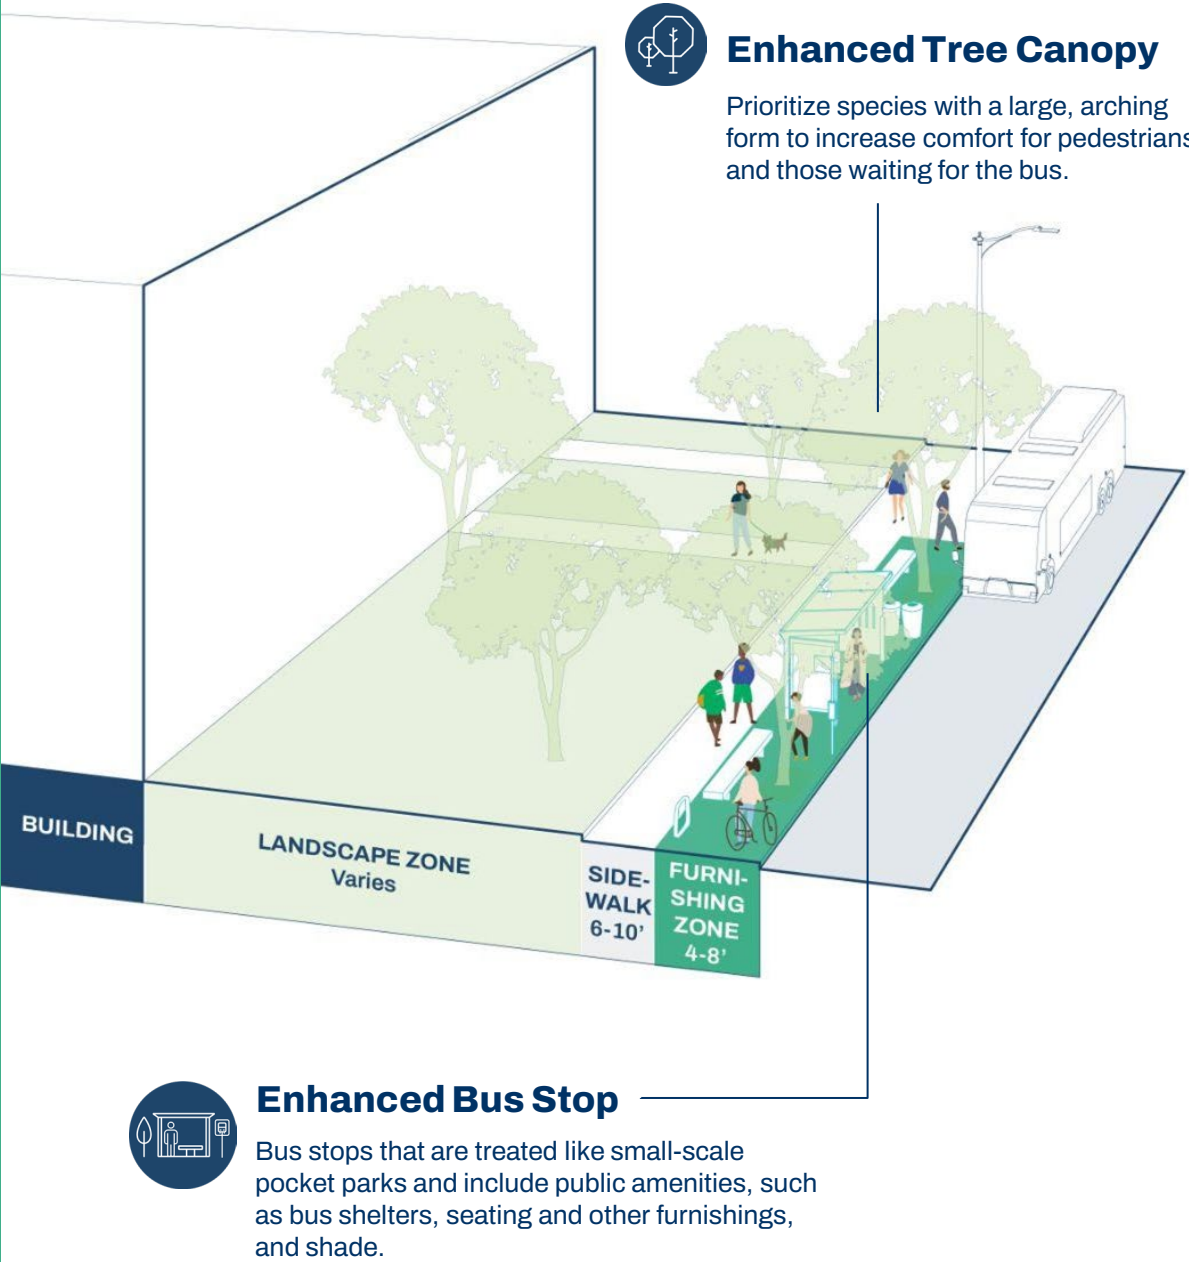 Enhanced Tree Canopy
Prioritize species with a large, arching
form to increase comfort for pedestrians
and those waiting for the bus.
BUILDING
LANDSCAPE ZONE
Varies
SIDE-
WALK
6-10’
FURNI-
SHING
ZONE
4-8’
Enhanced Bus Stop
Bus stops that are treated like small-scale
pocket parks and include public amenities, such
as bus shelters, seating and other furnishings,
and shade.